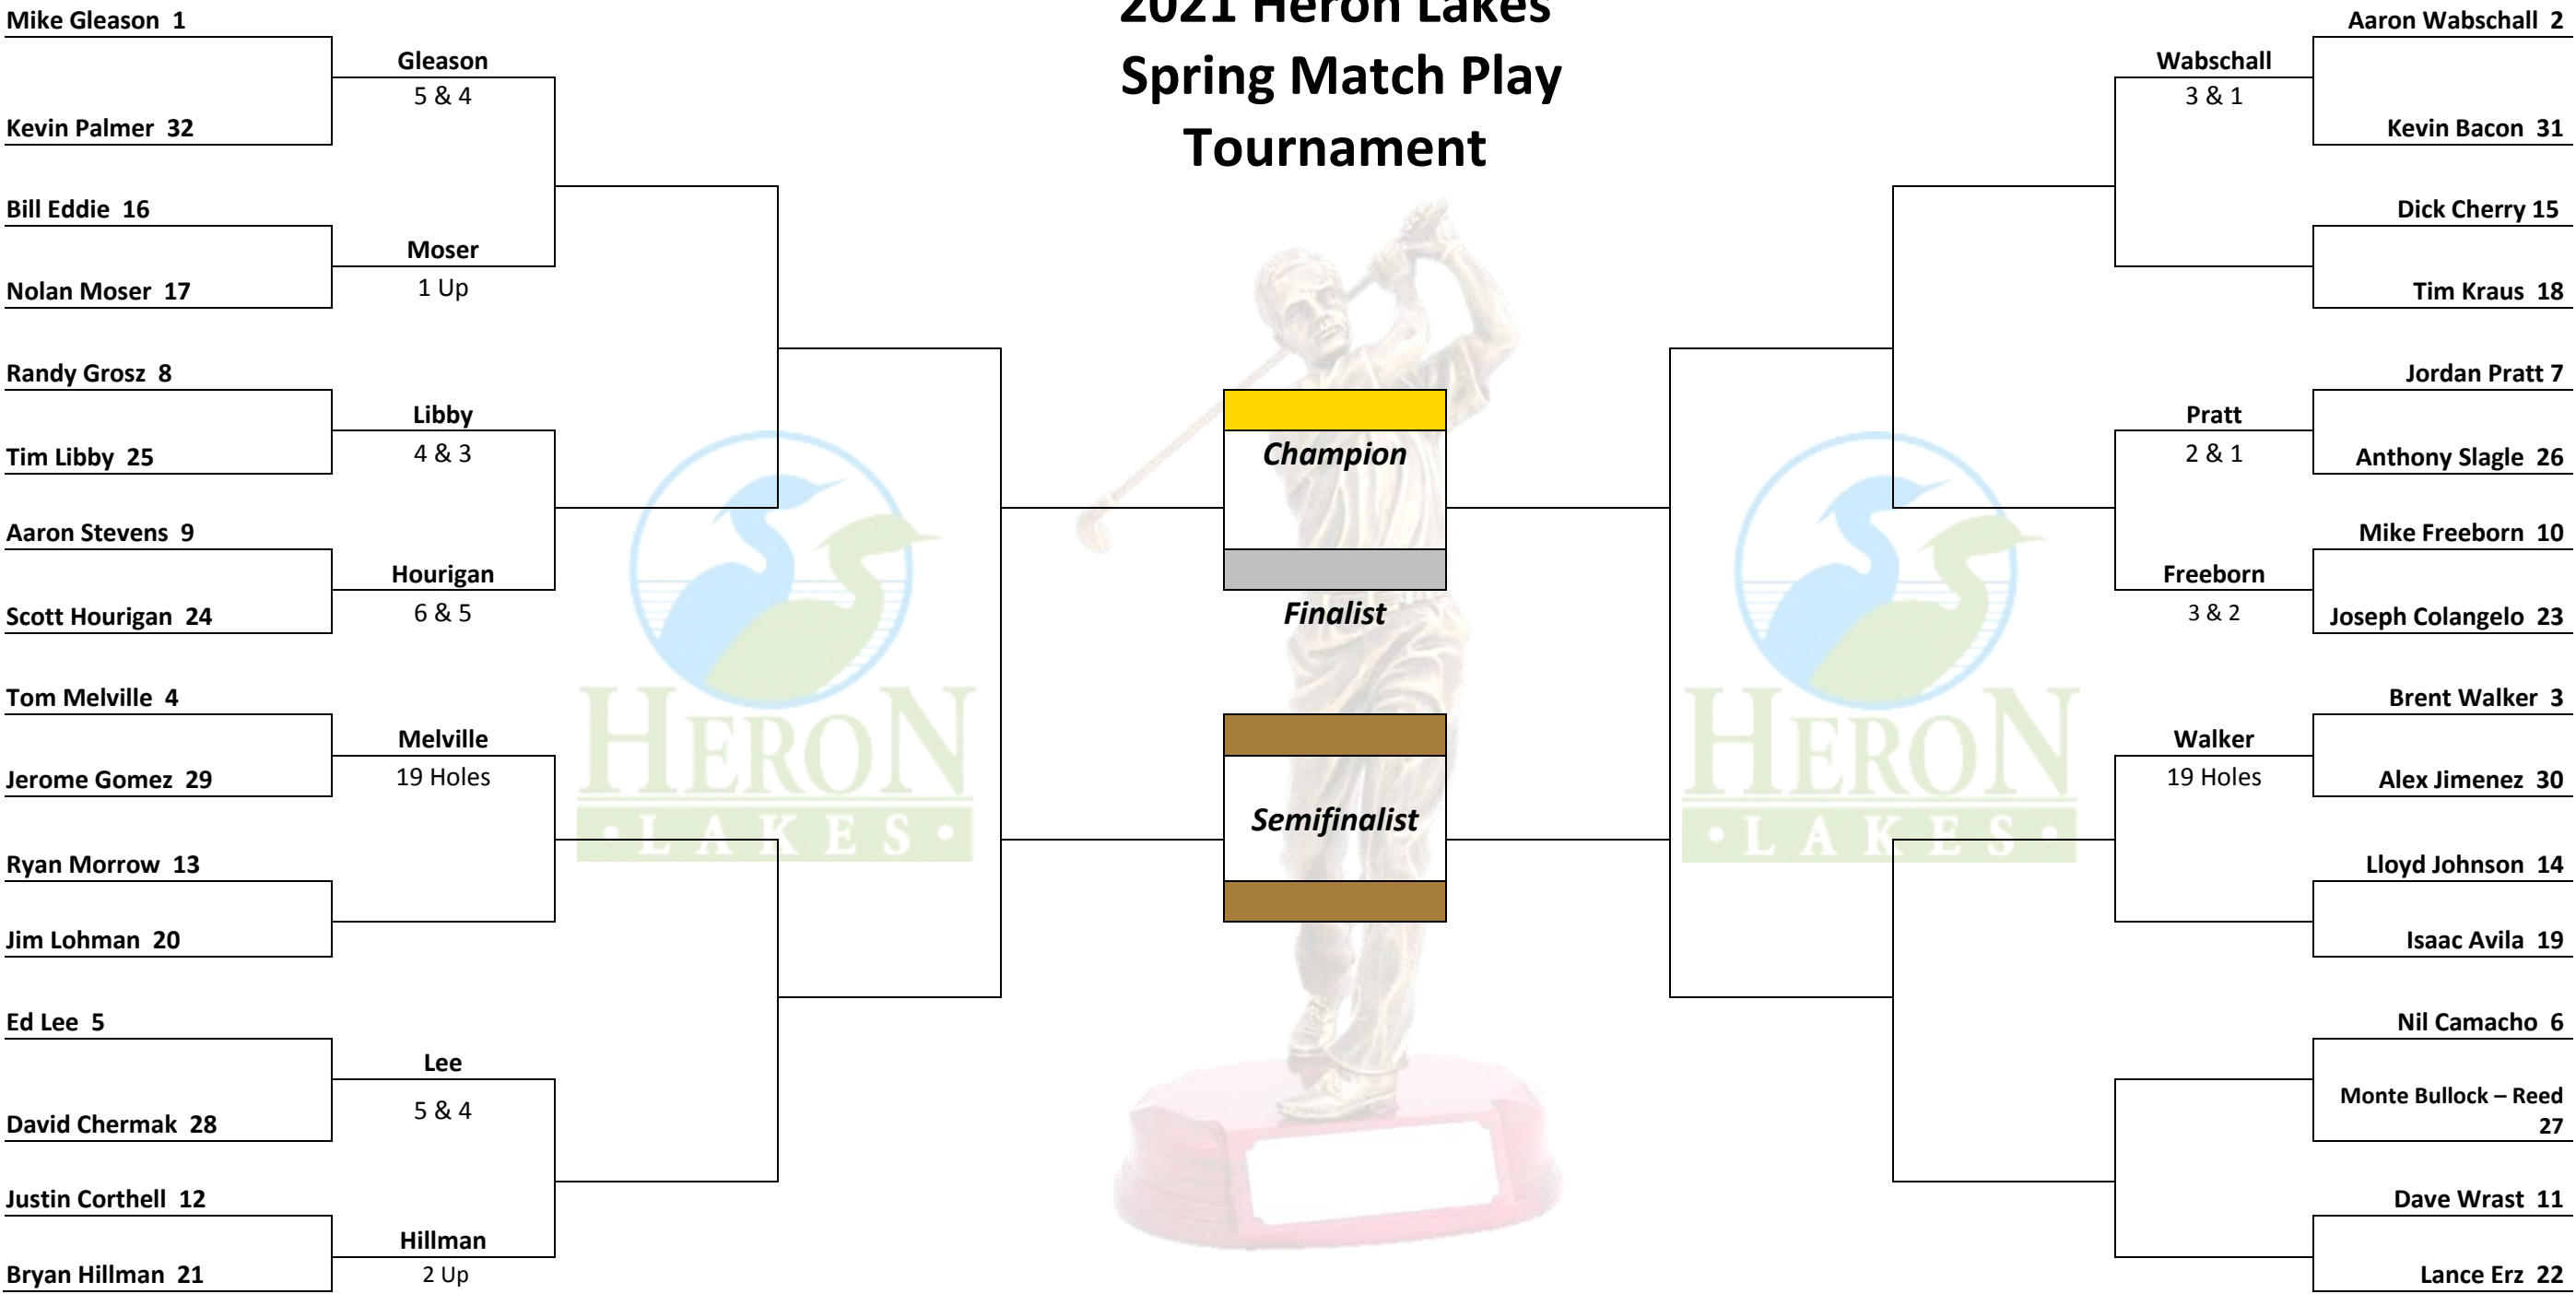 2021 Heron Lakes
Spring Match Play
Tournament
Mike Gleason 1
Kevin Palmer 32
Bill Eddie 16
Nolan Moser 17
Randy Grosz 8
Tim Libby 25
Aaron Stevens 9
Scott Hourigan 24
Tom Melville 4
Jerome Gomez 29
Ryan Morrow 13
Jim Lohman 20
Ed Lee 5
David Chermak 28
Justin Corthell 12
Bryan Hillman 21
Gleason
5 & 4
Moser
1 Up
Libby
4 & 3
Hourigan
6 & 5
Melville
19 Holes
Lee
5 & 4
Hillman
2 Up
HERON
• LAKES •
Champion
Finalist
Semifinalist
HERON
• LAKES •
Wabschall
3 & 1
Pratt
2 & 1
Freeborn
3 & 2
Walker
19 Holes
Aaron Wabschall 2
Kevin Bacon 31
Dick Cherry 15
Tim Kraus 18
Jordan Pratt 7
Anthony Slagle 26
Mike Freeborn 10
Joseph Colangelo 23
Brent Walker 3
Alex Jimenez 30
Lloyd Johnson 14
Isaac Avila 19
Nil Camacho 6
Monte Bullock – Reed
27
Dave Wrast 11
Lance Erz 22